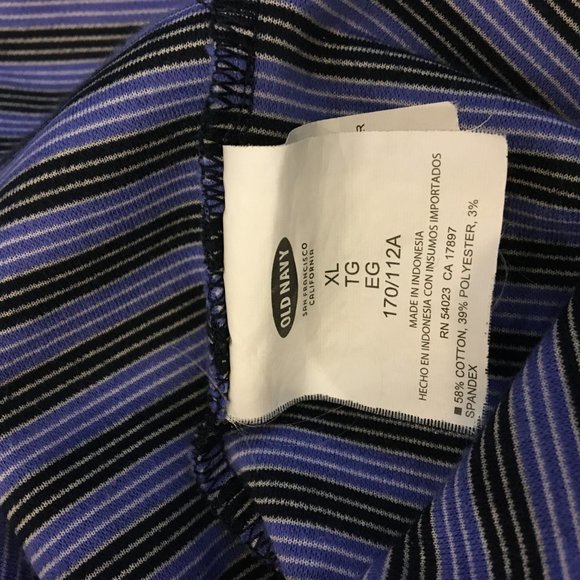 OLD NAVY
SAN FRANCISCO
CALIFORNIA
XL
TG
EG
170/112A
MADE IN INDONESIA
HECHO EN INDONESIA CON INSUMOS IMPORTADOS
RN 54023 CA 17897
■ 58% COTTON, 39% POLYESTER, 3%
SPANDEX